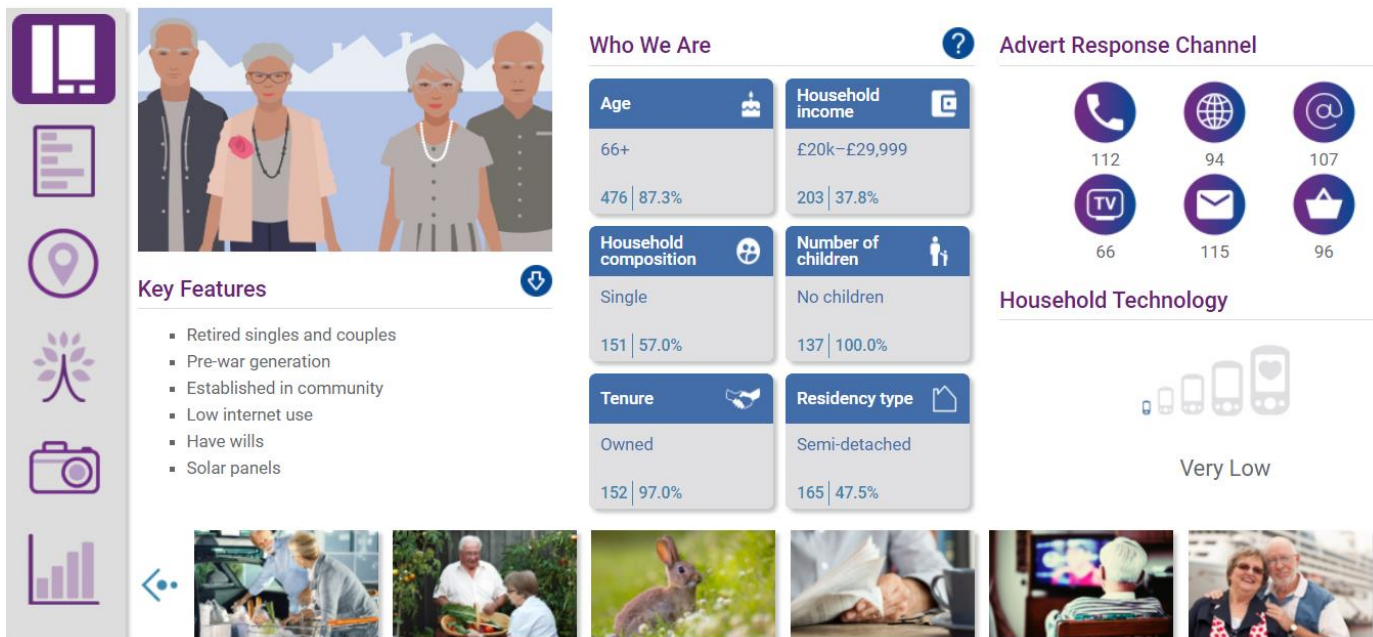 Key Features
Retired singles and couples
Pre-war generation
Established in community
Low internet use
Have wills
Solar panels
Who We Are
?
Age
66+
476 | 87.3%
Household income
£20k–£29,999
203 | 37.8%
Household composition
Single
151 | 57.0%
Number of children
No children
137 | 100.0%
Tenure
Owned
152 | 97.0%
Residency type
Semi-detached
165 | 47.5%
Advert Response Channel
@
112
94
107
TV
66
115
96
Household Technology
Very Low